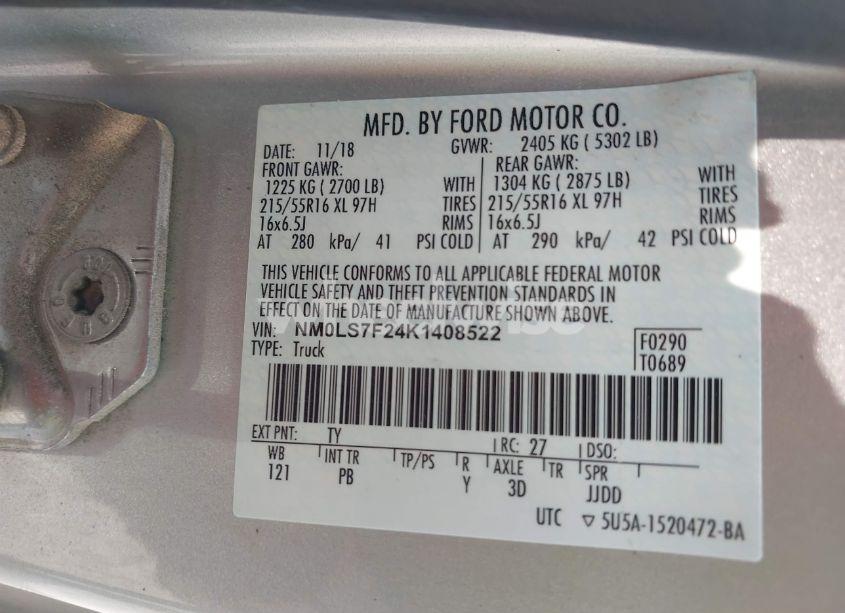 MFD. BY FORD MOTOR CO.
DATE: 11/18 GVWR: 2405 KG ( 5302 LB)
FRONT GAWR: REAR GAWR:
1225 KG ( 2700 LB) WITH 1304 KG ( 2875 LB) WITH
215/55R16 XL 97H TIRES 215/55R16 XL 97H TIRES
16x6.5J RIMS 16x6.5J RIMS
AT 280 kPa/ 41 PSI COLD AT 290 kPa/ 42 PSI COLD
THIS VEHICLE CONFORMS TO ALL APPLICABLE FEDERAL MOTOR
VEHICLE SAFETY AND THEFT PREVENTION STANDARDS IN
EFFECT ON THE DATE OF MANUFACTURE SHOWN ABOVE.
VIN: NM0LS7F24K1408522 F0290
TYPE: Truck T0689
EXT PNT: TY RC: 27 DSO:
WB INT TR TP/PS R AXLE TR SPR
121 PB Y 3D JJDD
UTC ▽ 5U5A-1520472-BA